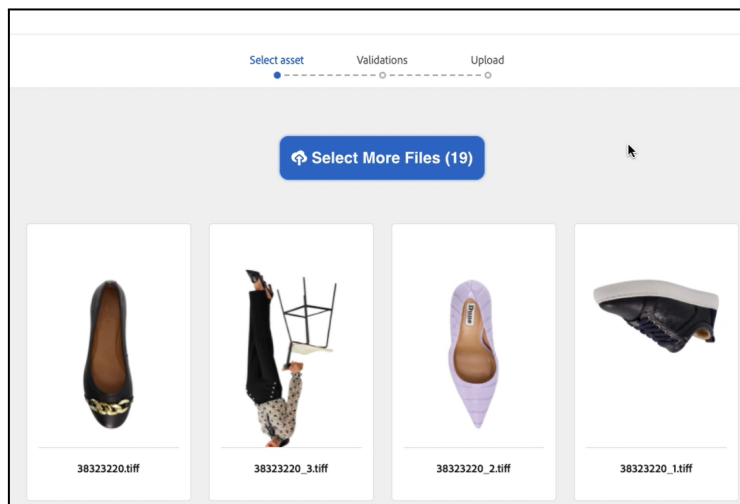 Select asset
Validations
Upload
Select More Files (19)
Dune
38323220.tiff
38323220_3.tiff
38323220_2.tiff
38323220_1.tiff